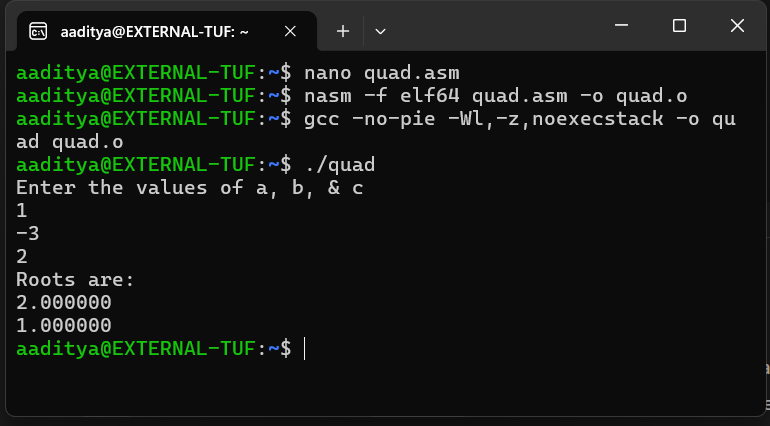 aaditya@EXTERNAL-TUF: ~
aaditya@EXTERNAL-TUF:~$ nano quad.asm
aaditya@EXTERNAL-TUF:~$ nasm -f elf64 quad.asm -o quad.o
aaditya@EXTERNAL-TUF:~$ gcc -no-pie -Wl,-z,noexecstack -o qu
ad quad.o
aaditya@EXTERNAL-TUF:~$ ./quad
Enter the values of a, b, & c
1
-3
2
Roots are:
2.000000
1.000000
aaditya@EXTERNAL-TUF:~$